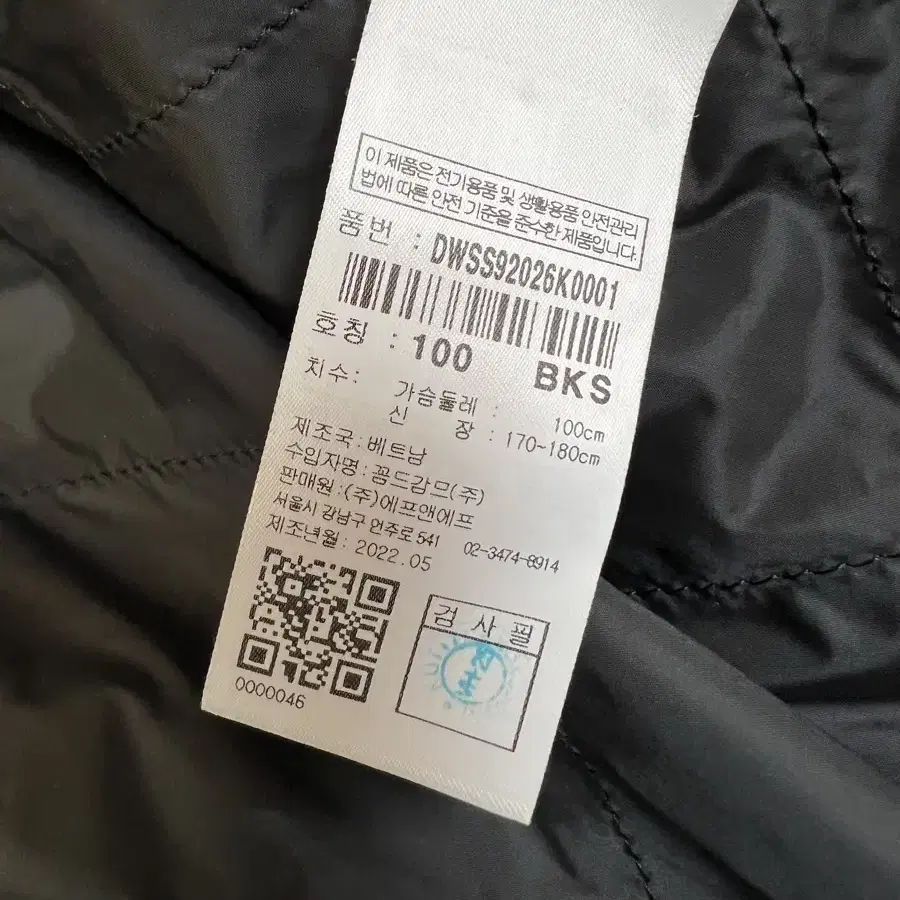 이 제품은 전기용품 및 생활용품 안전관리
법에 따른 안전 기준을 준수한 제품입니다.
품번 : DWSS92026K0001
호칭 : 100 BKS
치수: 가슴둘레 : 100cm
신 장 : 170-180cm
제조국: 베트남
수입자명: 꽁드감므(주)
판매원 :(주)에프앤에프
서울시 강남구 언주로 541 02-3474-8914
제조년월: 2022.05
검 사 필
0000046